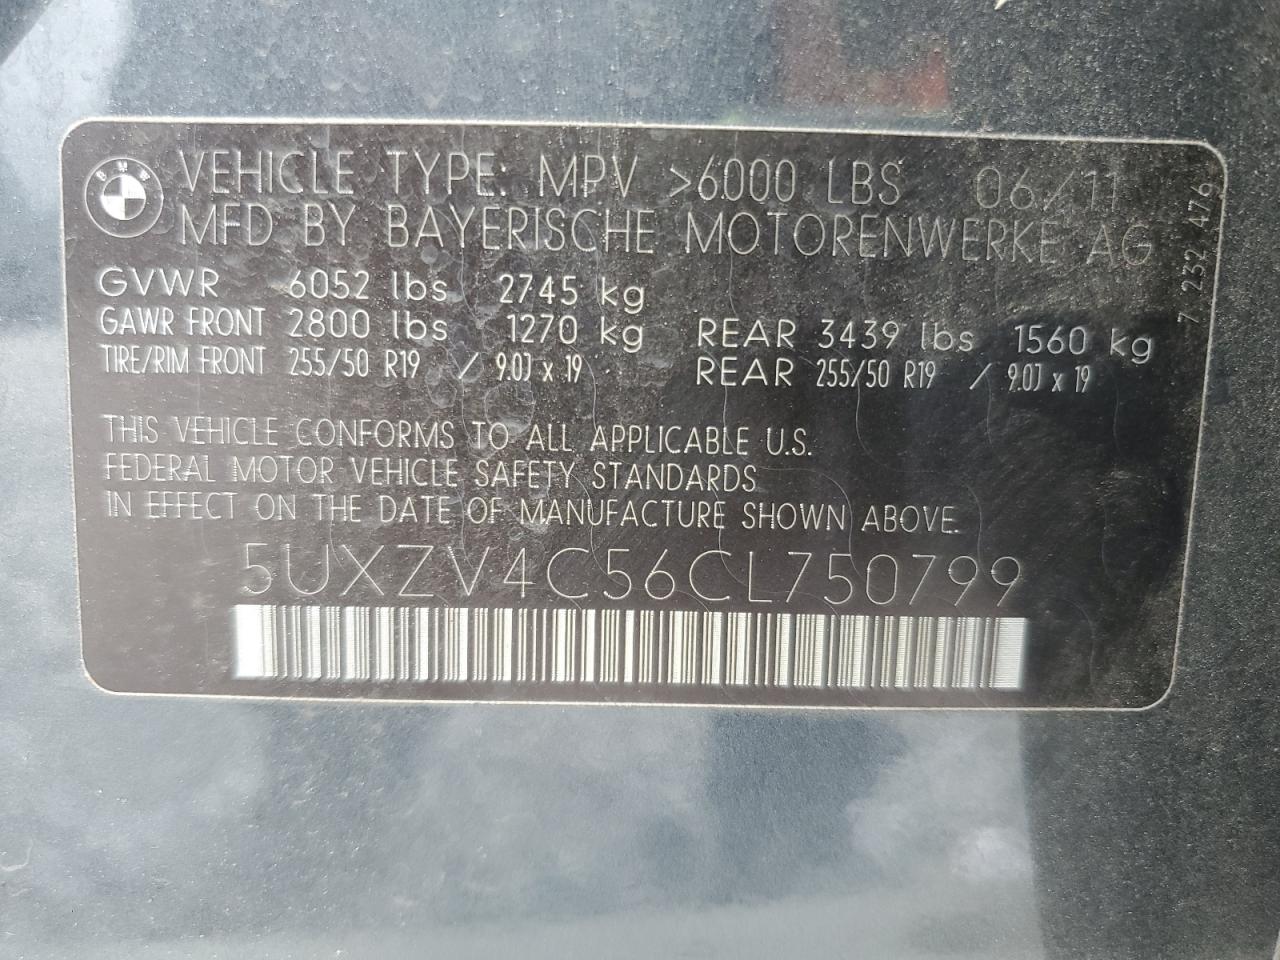 BMW
VEHICLE TYPE: MPV >6000 LBS 06/11
MFD BY BAYERISCHE MOTORENWERKE AG
GVWR 6052 lbs 2745 kg
GAWR FRONT 2800 lbs 1270 kg REAR 3439 lbs 1560 kg
TIRE/RIM FRONT 255/50 R19 / 9.0J x 19 REAR 255/50 R19 / 9.0J x 19
THIS VEHICLE CONFORMS TO ALL APPLICABLE U.S.
FEDERAL MOTOR VEHICLE SAFETY STANDARDS
IN EFFECT ON THE DATE OF MANUFACTURE SHOWN ABOVE.
5UXZV4C56CL750799
7 232 476